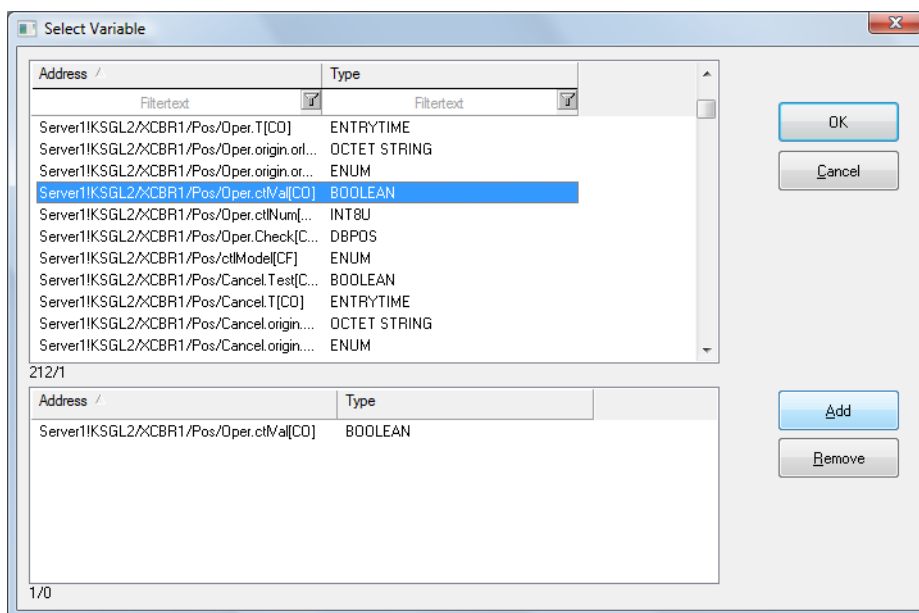 Select Variable
Address Type
Filtertext Filtertext
Server1!KSGL2/XCBR1/Pos/Oper.T[CO] ENTRYTIME
Server1!KSGL2/XCBR1/Pos/Oper.origin.orI... OCTET STRING
Server1!KSGL2/XCBR1/Pos/Oper.origin.or... ENUM
Server1!KSGL2/XCBR1/Pos/Oper.ctlVal[CO] BOOLEAN
Server1!KSGL2/XCBR1/Pos/Oper.ctlNum[... INT8U
Server1!KSGL2/XCBR1/Pos/Oper.Check[C... DBPOS
Server1!KSGL2/XCBR1/Pos/ctlModel[CF] ENUM
Server1!KSGL2/XCBR1/Pos/Cancel.Test[C... BOOLEAN
Server1!KSGL2/XCBR1/Pos/Cancel.T[CO] ENTRYTIME
Server1!KSGL2/XCBR1/Pos/Cancel.origin.... OCTET STRING
Server1!KSGL2/XCBR1/Pos/Cancel.origin.... ENUM
212/1
OK
Cancel
Address Type
Server1!KSGL2/XCBR1/Pos/Oper.ctlVal[CO] BOOLEAN
1/0
Add
Remove